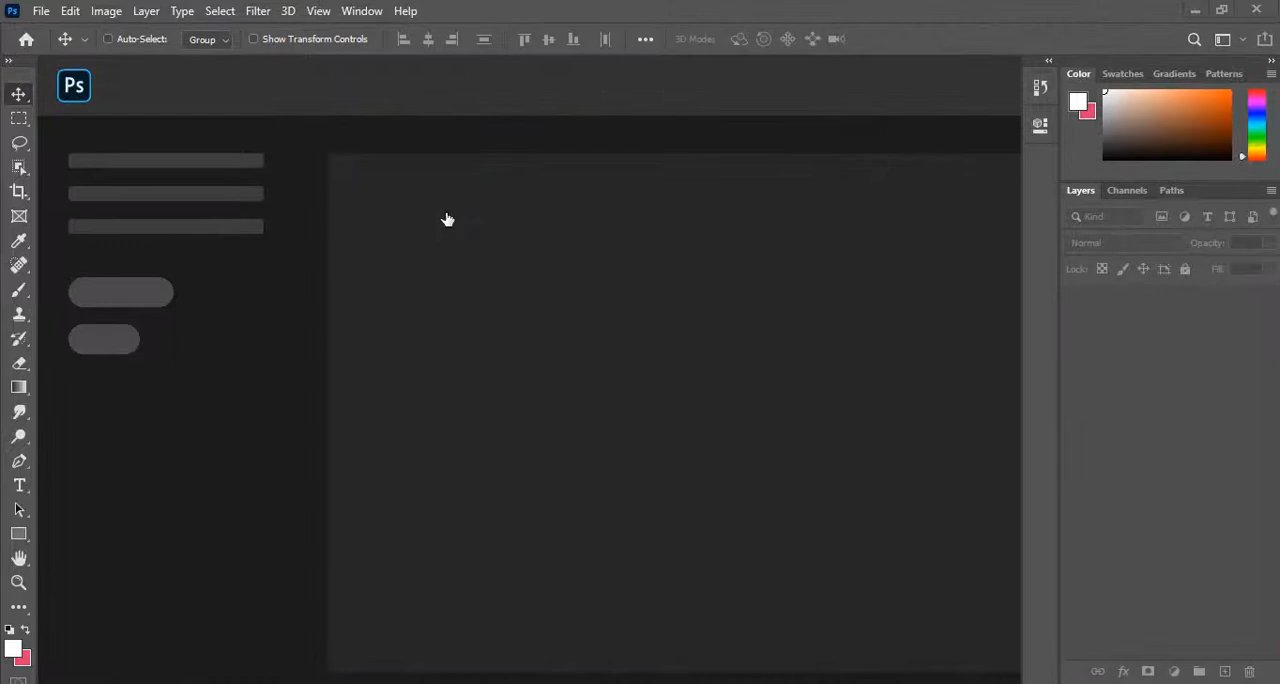 Ps File Edit Image Layer Type Select Filter 3D View Window Help
Auto-Select: Group Show Transform Controls 3D Mode:
Ps
Color Swatches Gradients Patterns
Layers Channels Paths
Kind
Normal Opacity:
Lock: Fill: